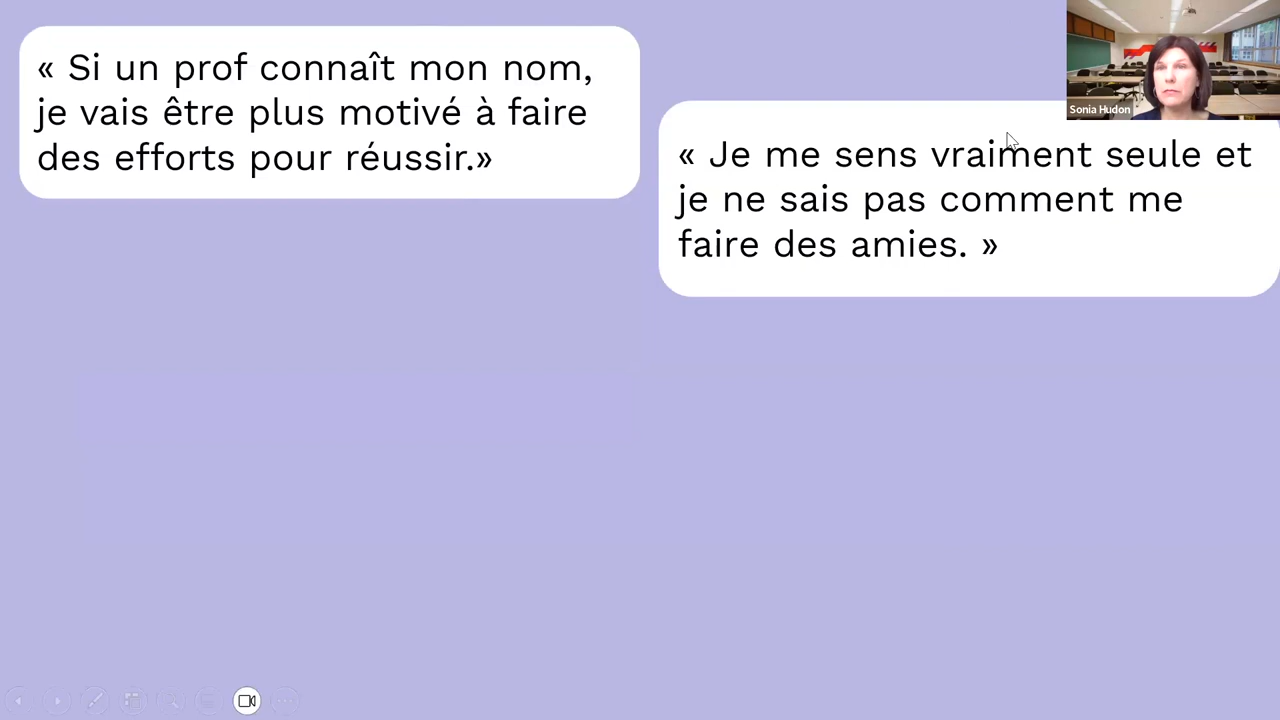 « Si un prof connaît mon nom,
je vais être plus motivé à faire
des efforts pour réussir.»
Sonia Hudon
« Je me sens vraiment seule et
je ne sais pas comment me
faire des amies. »